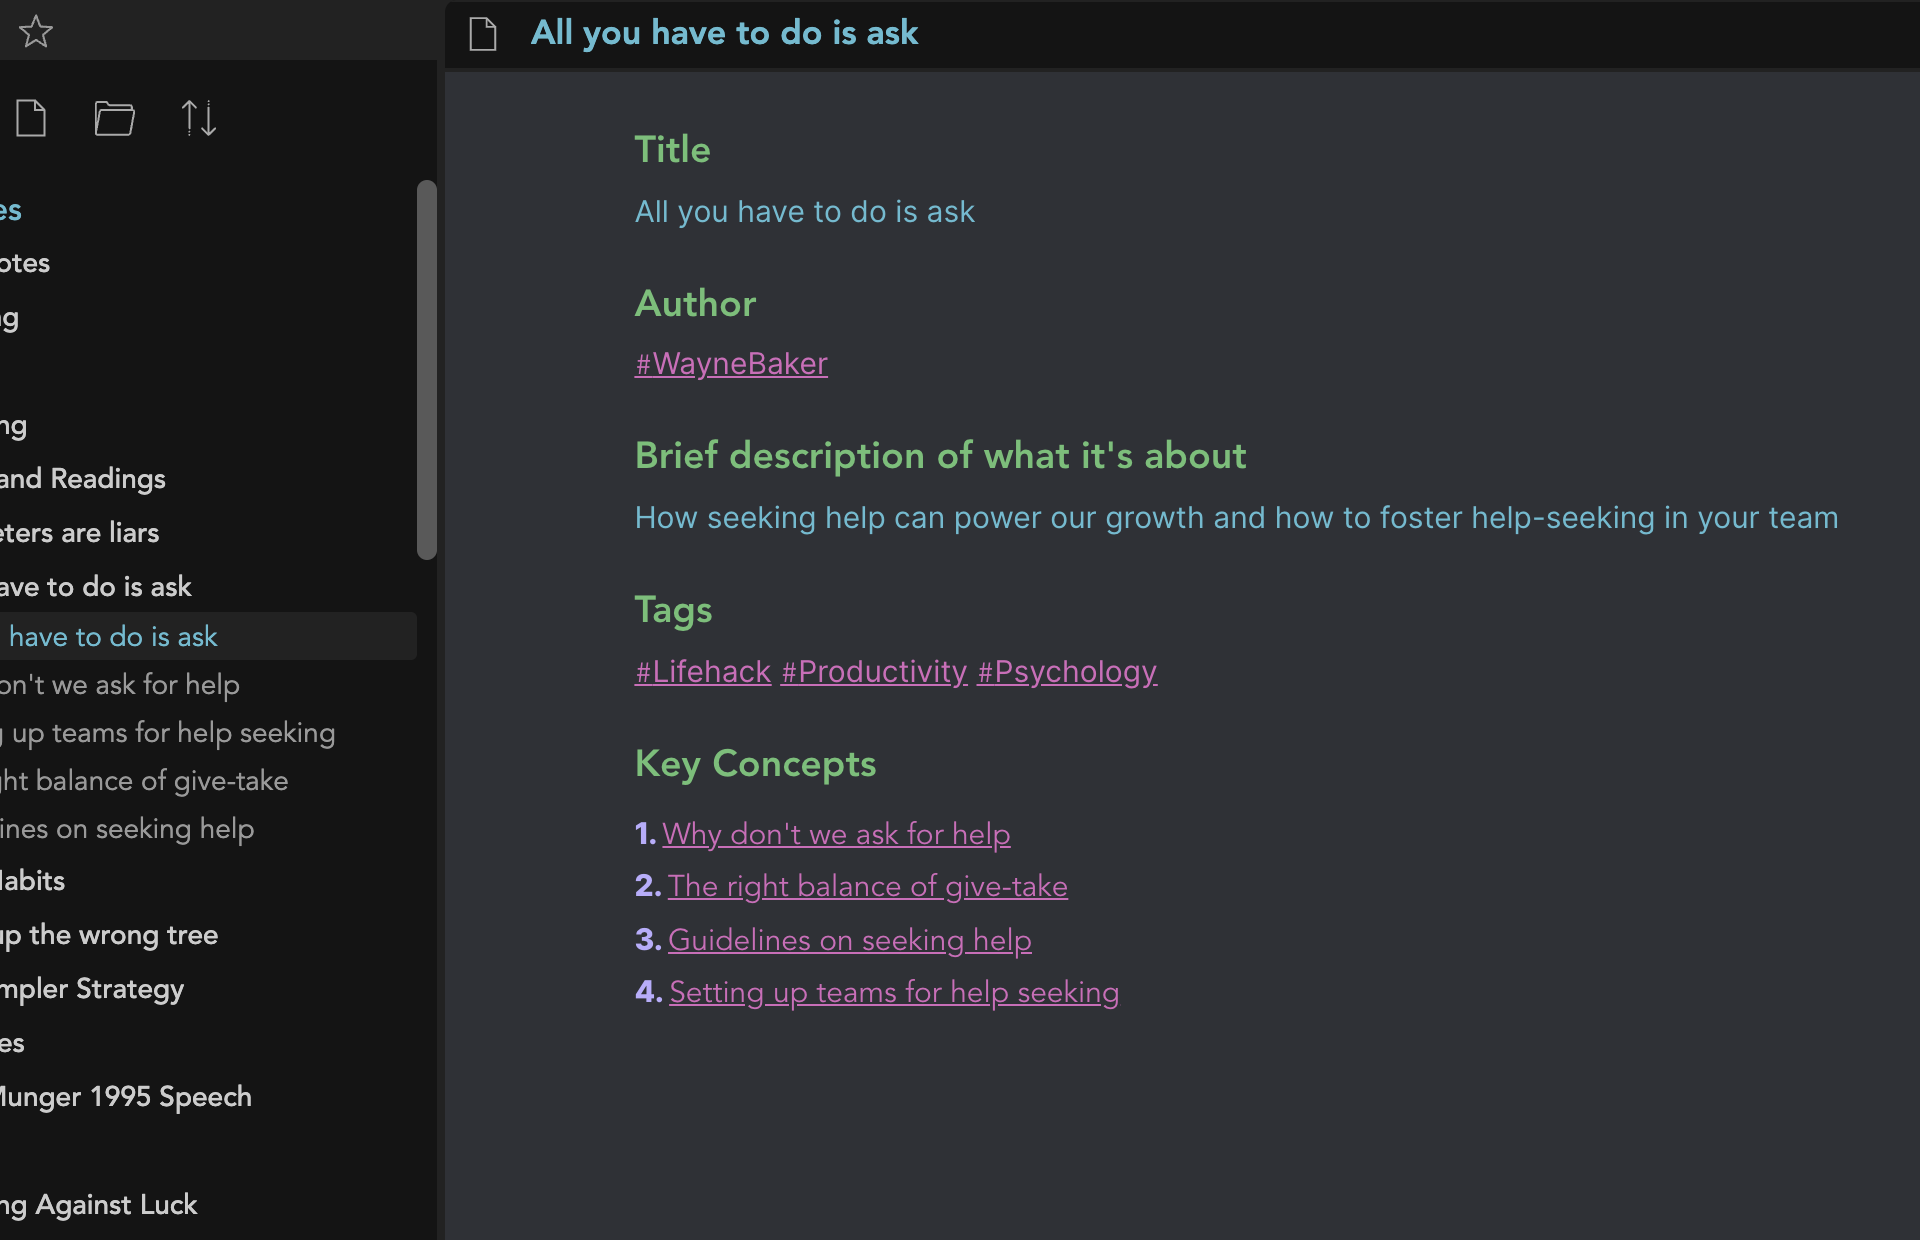 All you have to do is ask
es
otes
ng
ng
and Readings
eters are liars
ave to do is ask
have to do is ask
on't we ask for help
g up teams for help seeking
ght balance of give-take
ines on seeking help
Habits
up the wrong tree
mpler Strategy
es
Munger 1995 Speech
ng Against Luck
Title
All you have to do is ask
Author
#WayneBaker
Brief description of what it's about
How seeking help can power our growth and how to foster help-seeking in your team
Tags
#Lifehack #Productivity #Psychology
Key Concepts
1. Why don't we ask for help
2. The right balance of give-take
3. Guidelines on seeking help
4. Setting up teams for help seeking